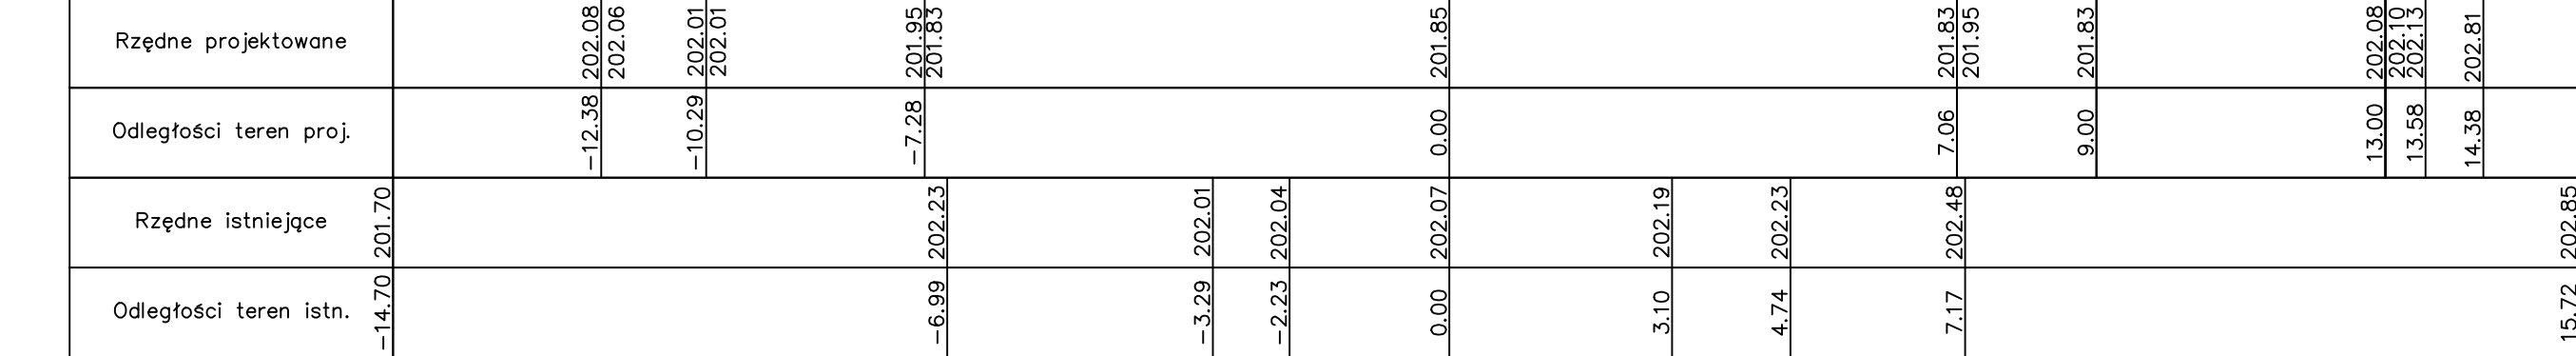 Rzędne projektowane 202.08 202.06 202.01 202.01 201.95 201.83 201.85 201.83 201.95 201.83 202.08 202.10 202.13 202.81
Odległości teren proj. -12.38 -10.29 -7.28 0.00 7.06 9.00 13.00 13.58 14.38
Rzędne istniejące 201.70 202.23 202.01 202.04 202.07 202.19 202.23 202.48 202.85
Odległości teren istn. -14.70 -6.99 -3.29 -2.23 0.00 3.10 4.74 7.17 15.72